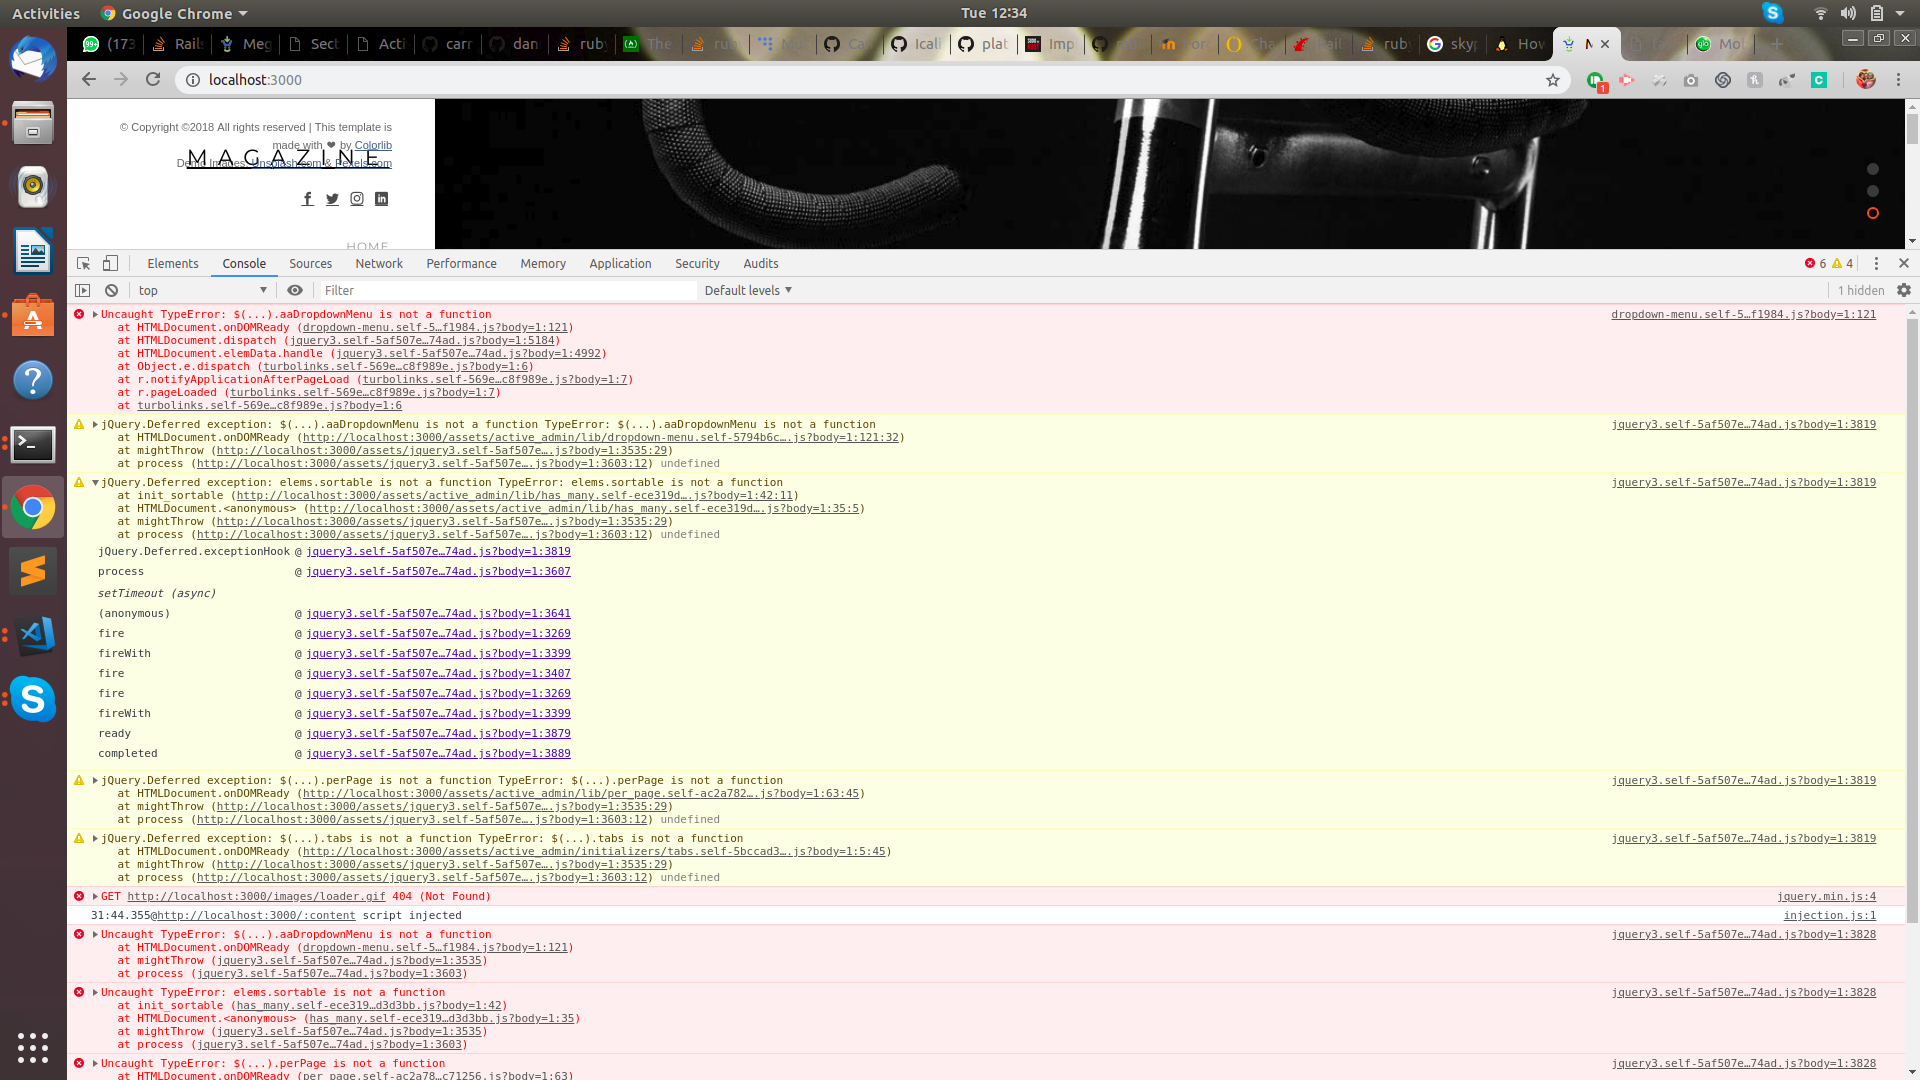 Activities
Google Chrome
Tue 12:34
(173
Rails
Meg
Sect
Acti
carr
dan
ruby
The
rub
Icali
plat
Imp
ruby
sky
How
Mol
localhost:3000
1
© Copyright ©2018 All rights reserved | This template is
made with ❤ by Colorlib
Demo Images: Unsplash.com & Pexels.com
MAGAZINE
HOME
Elements Console Sources Network Performance Memory Application Security Audits 6 4
top Filter Default levels 1 hidden
Uncaught TypeError: $(...).aaDropdownMenu is not a function dropdown-menu.self-5…f1984.js?body=1:121
at HTMLDocument.onDOMReady (dropdown-menu.self-5…f1984.js?body=1:121)
at HTMLDocument.dispatch (jquery3.self-5af507e…74ad.js?body=1:5184)
at HTMLDocument.elemData.handle (jquery3.self-5af507e…74ad.js?body=1:4992)
at Object.e.dispatch (turbolinks.self-569e…c8f989e.js?body=1:6)
at r.notifyApplicationAfterPageLoad (turbolinks.self-569e…c8f989e.js?body=1:7)
at r.pageLoaded (turbolinks.self-569e…c8f989e.js?body=1:7)
at turbolinks.self-569e…c8f989e.js?body=1:6
jQuery.Deferred exception: $(...).aaDropdownMenu is not a function TypeError: $(...).aaDropdownMenu is not a function jquery3.self-5af507e…74ad.js?body=1:3819
at HTMLDocument.onDOMReady (http://localhost:3000/assets/active_admin/lib/dropdown-menu.self-5794b6c….js?body=1:121:32)
at mightThrow (http://localhost:3000/assets/jquery3.self-5af507e….js?body=1:3535:29)
at process (http://localhost:3000/assets/jquery3.self-5af507e….js?body=1:3603:12) undefined
jQuery.Deferred exception: elems.sortable is not a function TypeError: elems.sortable is not a function jquery3.self-5af507e…74ad.js?body=1:3819
at init_sortable (http://localhost:3000/assets/active_admin/lib/has_many.self-ece319d….js?body=1:42:11)
at HTMLDocument.<anonymous> (http://localhost:3000/assets/active_admin/lib/has_many.self-ece319d….js?body=1:35:5)
at mightThrow (http://localhost:3000/assets/jquery3.self-5af507e….js?body=1:3535:29)
at process (http://localhost:3000/assets/jquery3.self-5af507e….js?body=1:3603:12) undefined
jQuery.Deferred.exceptionHook @ jquery3.self-5af507e…74ad.js?body=1:3819
process @ jquery3.self-5af507e…74ad.js?body=1:3607
setTimeout (async)
(anonymous) @ jquery3.self-5af507e…74ad.js?body=1:3641
fire @ jquery3.self-5af507e…74ad.js?body=1:3269
fireWith @ jquery3.self-5af507e…74ad.js?body=1:3399
fire @ jquery3.self-5af507e…74ad.js?body=1:3407
fire @ jquery3.self-5af507e…74ad.js?body=1:3269
fireWith @ jquery3.self-5af507e…74ad.js?body=1:3399
ready @ jquery3.self-5af507e…74ad.js?body=1:3879
completed @ jquery3.self-5af507e…74ad.js?body=1:3889
jQuery.Deferred exception: $(...).perPage is not a function TypeError: $(...).perPage is not a function jquery3.self-5af507e…74ad.js?body=1:3819
at HTMLDocument.onDOMReady (http://localhost:3000/assets/active_admin/lib/per_page.self-ac2a782….js?body=1:63:45)
at mightThrow (http://localhost:3000/assets/jquery3.self-5af507e….js?body=1:3535:29)
at process (http://localhost:3000/assets/jquery3.self-5af507e….js?body=1:3603:12) undefined
jQuery.Deferred exception: $(...).tabs is not a function TypeError: $(...).tabs is not a function jquery3.self-5af507e…74ad.js?body=1:3819
at HTMLDocument.onDOMReady (http://localhost:3000/assets/active_admin/initializers/tabs.self-5bccad3….js?body=1:5:45)
at mightThrow (http://localhost:3000/assets/jquery3.self-5af507e….js?body=1:3535:29)
at process (http://localhost:3000/assets/jquery3.self-5af507e….js?body=1:3603:12) undefined
GET http://localhost:3000/images/loader.gif 404 (Not Found) jquery.min.js:4
31:44.355@http://localhost:3000/:content script injected injection.js:1
Uncaught TypeError: $(...).aaDropdownMenu is not a function jquery3.self-5af507e…74ad.js?body=1:3828
at HTMLDocument.onDOMReady (dropdown-menu.self-5…f1984.js?body=1:121)
at mightThrow (jquery3.self-5af507e…74ad.js?body=1:3535)
at process (jquery3.self-5af507e…74ad.js?body=1:3603)
Uncaught TypeError: elems.sortable is not a function jquery3.self-5af507e…74ad.js?body=1:3828
at init_sortable (has_many.self-ece319…d3d3bb.js?body=1:42)
at HTMLDocument.<anonymous> (has_many.self-ece319…d3d3bb.js?body=1:35)
at mightThrow (jquery3.self-5af507e…74ad.js?body=1:3535)
at process (jquery3.self-5af507e…74ad.js?body=1:3603)
Uncaught TypeError: $(...).perPage is not a function jquery3.self-5af507e…74ad.js?body=1:3828
at HTMLDocument.onDOMReady (per_page.self-ac2a78…c71256.js?body=1:63)